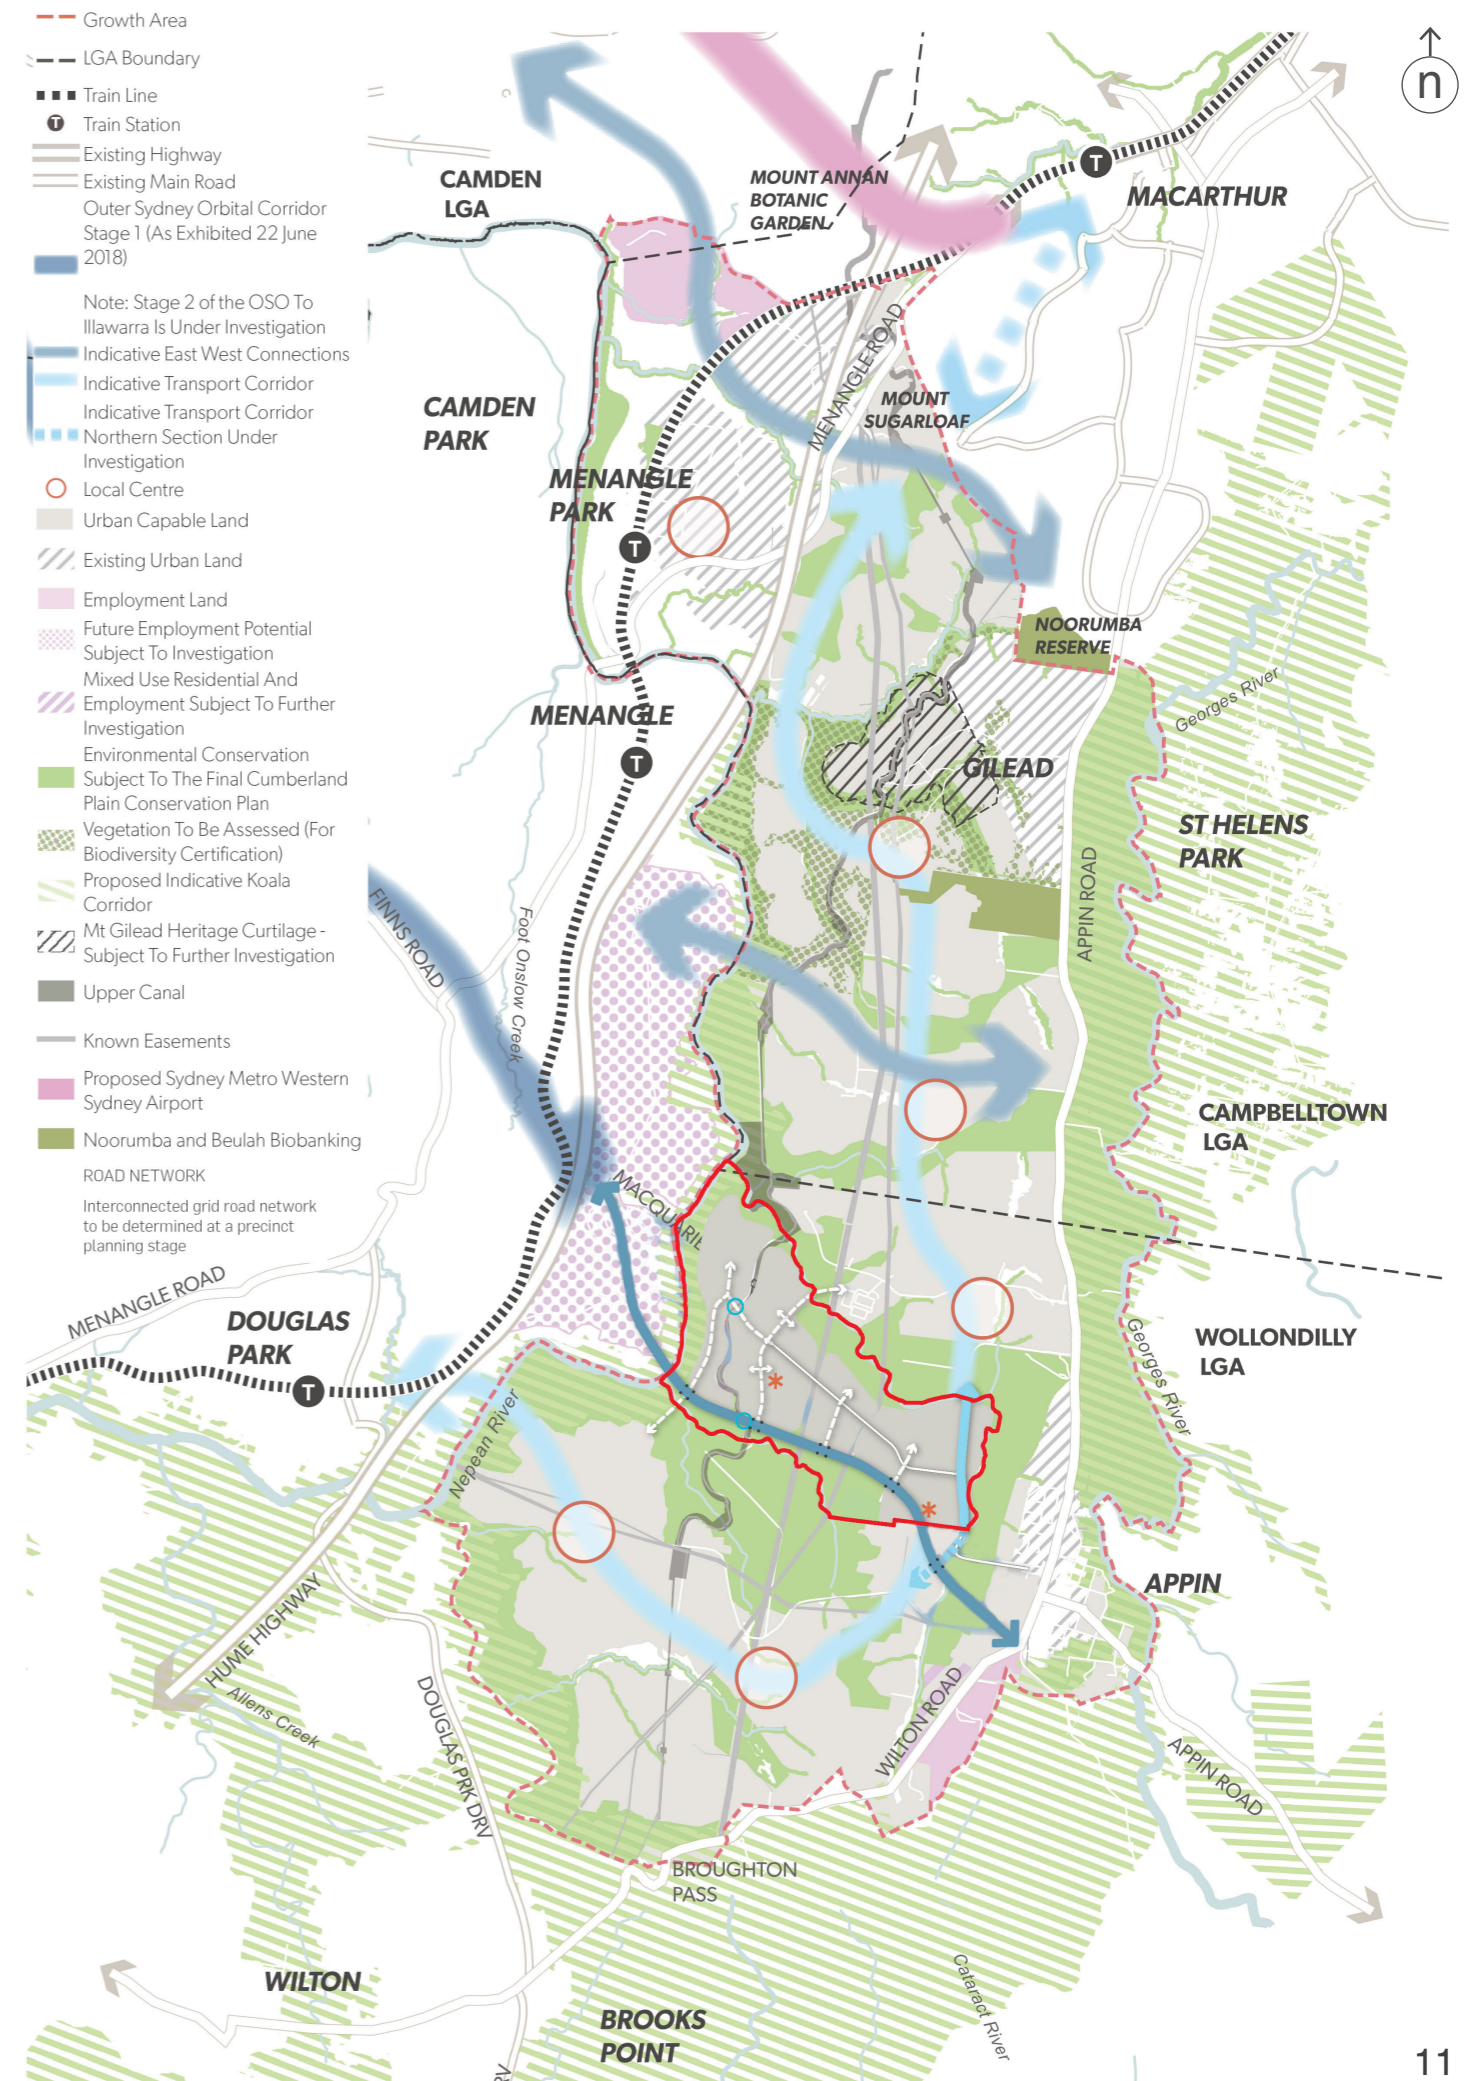 Growth Area
LGA Boundary
Train Line
T
Train Station
Existing Highway
Existing Main Road
Outer Sydney Orbital Corridor
Stage 1 (As Exhibited 22 June
2018)
Note: Stage 2 of the OSO To
Illawarra Is Under Investigation
Indicative East West Connections
Indicative Transport Corridor
Indicative Transport Corridor
Northern Section Under
Investigation
Local Centre
Urban Capable Land
Existing Urban Land
Employment Land
Future Employment Potential
Subject To Investigation
Mixed Use Residential And
Employment Subject To Further
Investigation
Environmental Conservation
Subject To The Final Cumberland
Plain Conservation Plan
Vegetation To Be Assessed (For
Biodiversity Certification)
Proposed Indicative Koala
Corridor
Mt Gilead Heritage Curtilage -
Subject To Further Investigation
Upper Canal
Known Easements
Proposed Sydney Metro Western
Sydney Airport
Noorumba and Beulah Biobanking
ROAD NETWORK
Interconnected grid road network
to be determined at a precinct
planning stage
n
CAMDEN
LGA
MOUNT ANNAN
BOTANIC
GARDEN
T
MACARTHUR
MENANGLE ROAD
MOUNT
SUGARLOAF
CAMDEN
PARK
MENANGLE
PARK
T
NOORUMBA
RESERVE
Georges River
MENANGLE
T
GILEAD
ST HELENS
PARK
APPIN ROAD
FINNS ROAD
Foot Onslow Creek
CAMPBELLTOWN
LGA
MACQUARIE
MENANGLE ROAD
DOUGLAS
PARK
T
WOLLONDILLY
LGA
Georges River
Nepean River
APPIN
HUME HIGHWAY
Allens Creek
DOUGLAS PRK DRV
WILTON ROAD
APPIN ROAD
BROUGHTON
PASS
WILTON
BROOKS
POINT
Cataract River
11